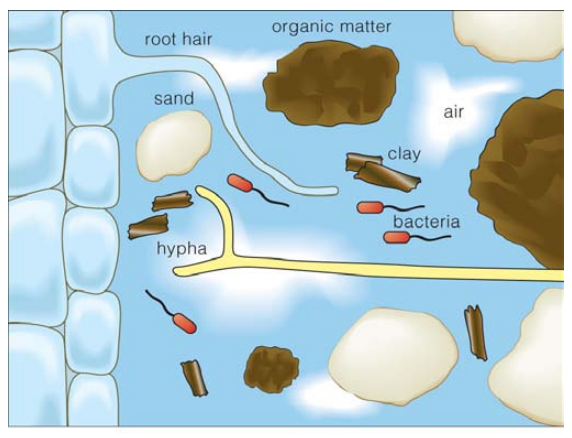 organic matter
root hair
sand
air
clay
bacteria
hypha